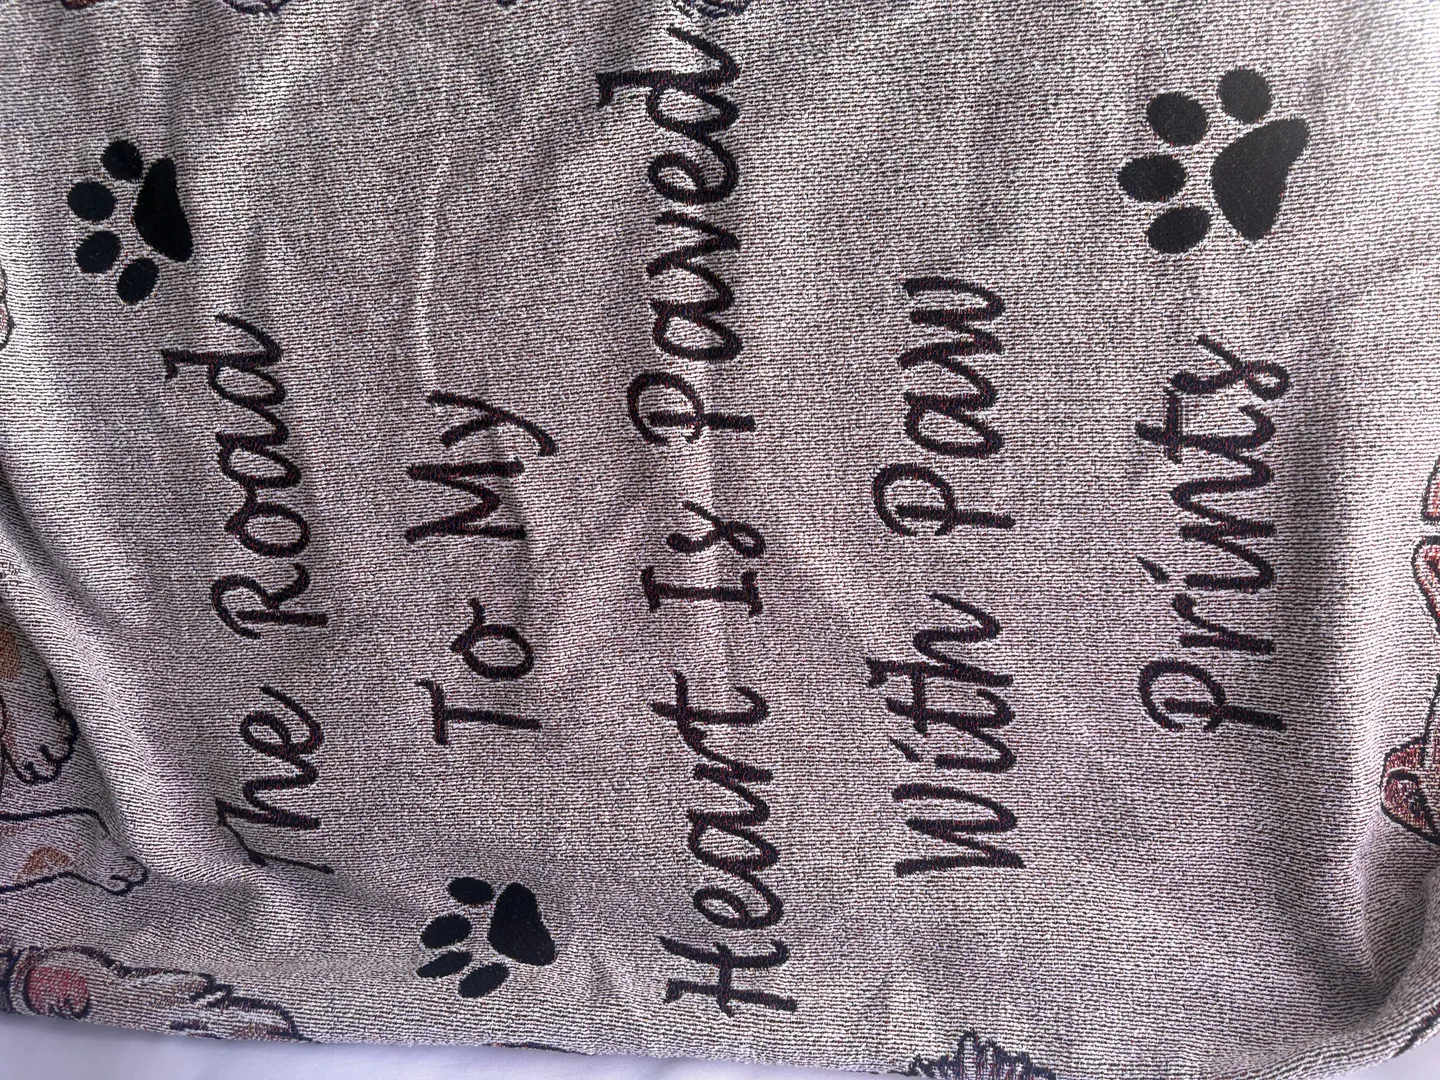 The Road
To My
Heart Is Paved
With Paw
Prints